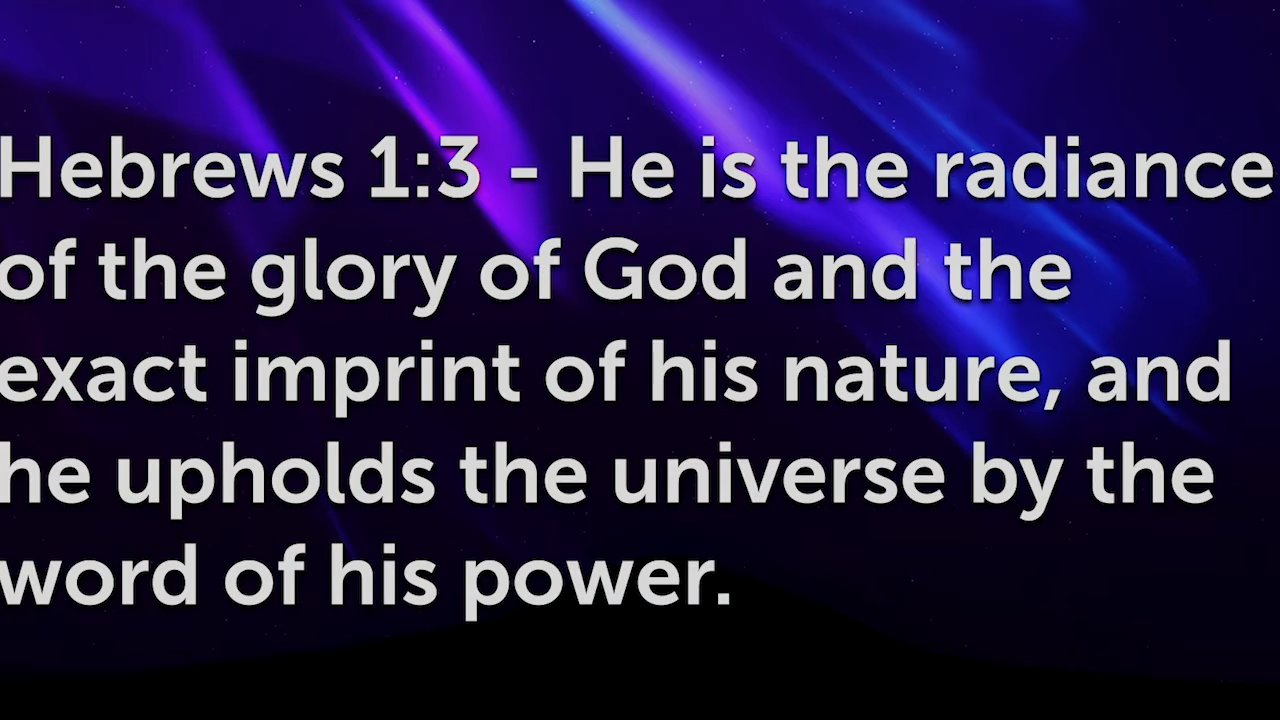 Hebrews 1:3 - He is the radiance
of the glory of God and the
exact imprint of his nature, and
he upholds the universe by the
word of his power.